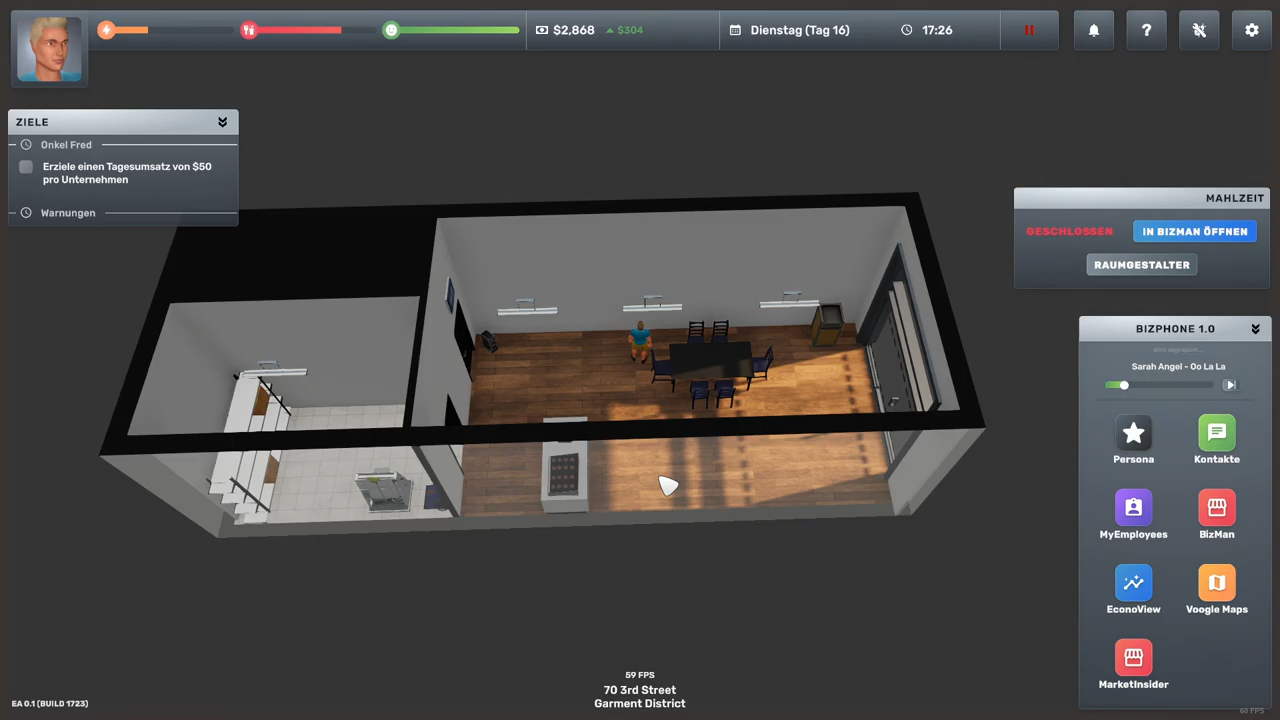 $2,868
$304
Dienstag (Tag 16)
17:26
?
ZIELE
Onkel Fred
Erziele einen Tagesumsatz von $50
pro Unternehmen
Warnungen
MAHLZEIT
GESCHLOSSEN
IN BIZMAN ÖFFNEN
RAUMGESTALTER
BIZPHONE 1.0
Sarah Angel - Oo La La
Persona
Kontakte
MyEmployees
BizMan
EconoView
Voogle Maps
MarketInsider
59 FPS
70 3rd Street
Garment District
EA 0.1 (BUILD 1723)
60 FPS